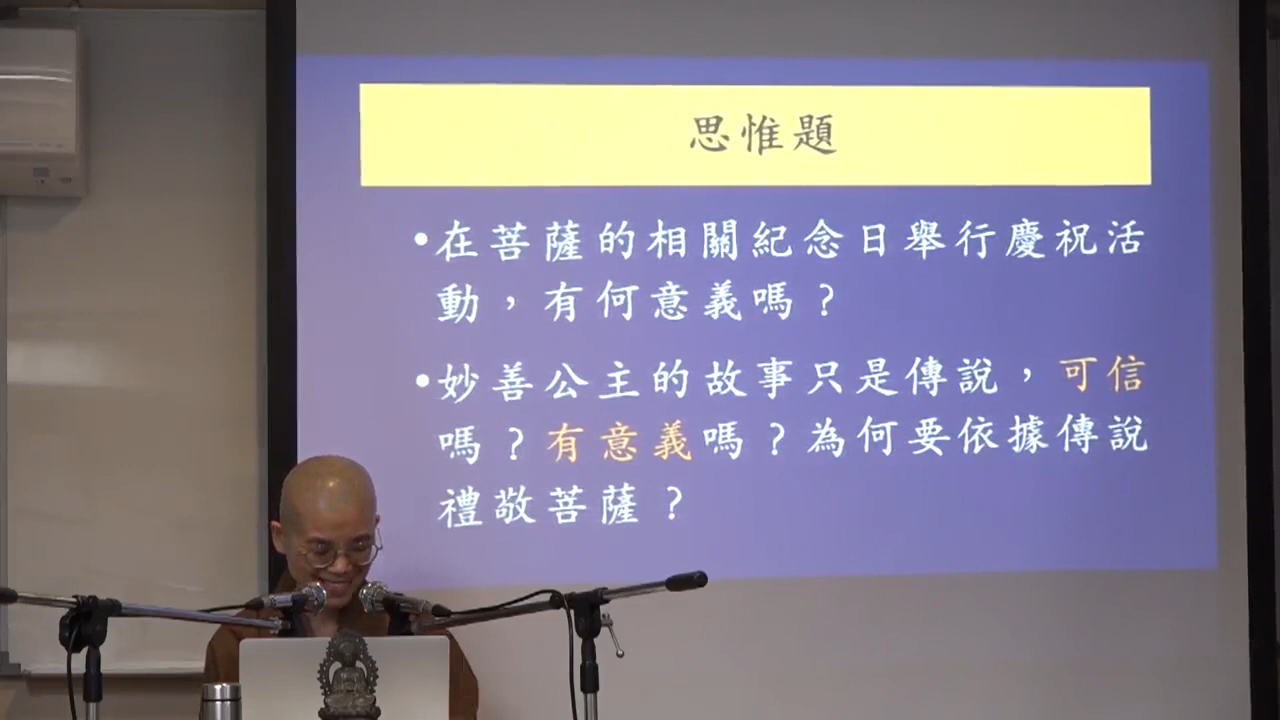 思惟題
•在菩薩的相關紀念日舉行慶祝活
動，有何意義嗎？
•妙善公主的故事只是傳說，可信
嗎？有意義嗎？為何要依據傳說
禮敬菩薩？